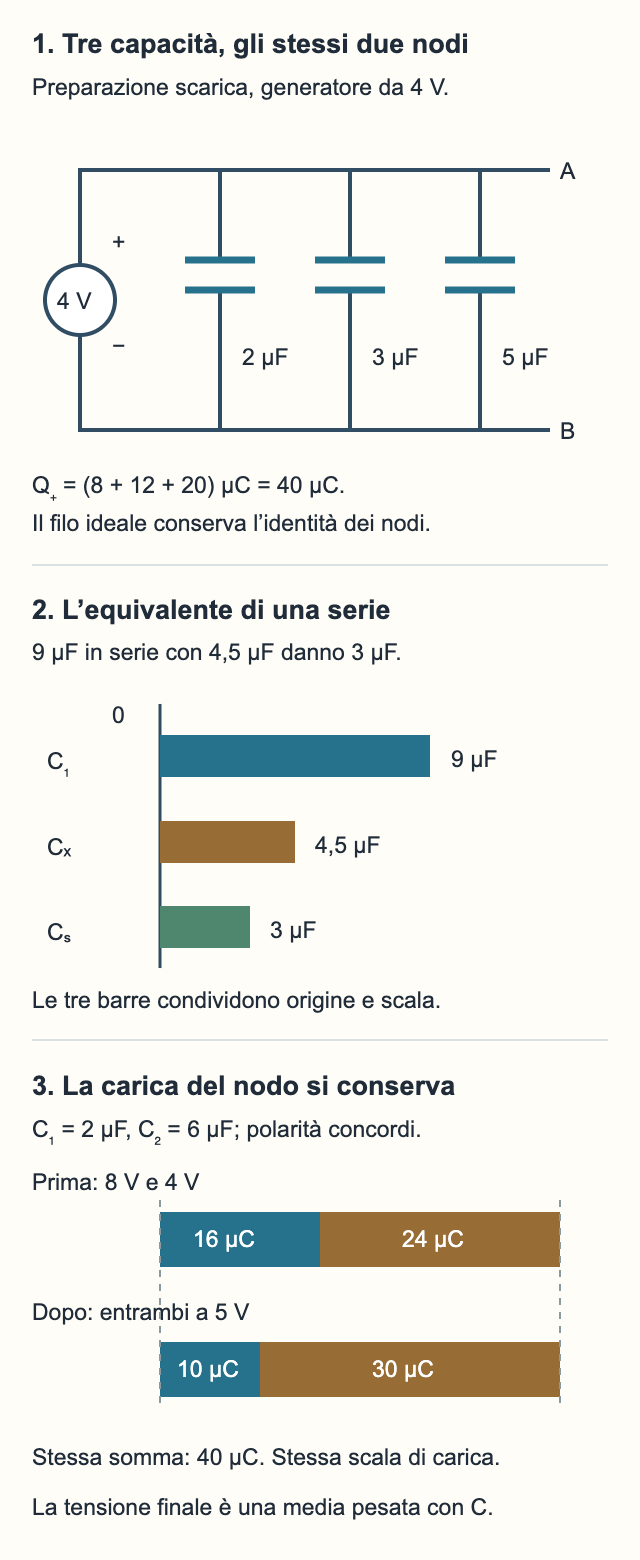 1. Tre capacità, gli stessi due nodi
Preparazione scarica, generatore da 4 V.
A
+
4 V
−
2 µF
3 µF
5 µF
B
Q₊ = (8 + 12 + 20) µC = 40 µC.
Il filo ideale conserva l’identità dei nodi.
2. L’equivalente di una serie
9 µF in serie con 4,5 µF danno 3 µF.
0
C₁
9 µF
Cₓ
4,5 µF
Cₛ
3 µF
Le tre barre condividono origine e scala.
3. La carica del nodo si conserva
C₁ = 2 µF, C₂ = 6 µF; polarità concordi.
Prima: 8 V e 4 V
16 µC
24 µC
Dopo: entrambi a 5 V
10 µC
30 µC
Stessa somma: 40 µC. Stessa scala di carica.
La tensione finale è una media pesata con C.